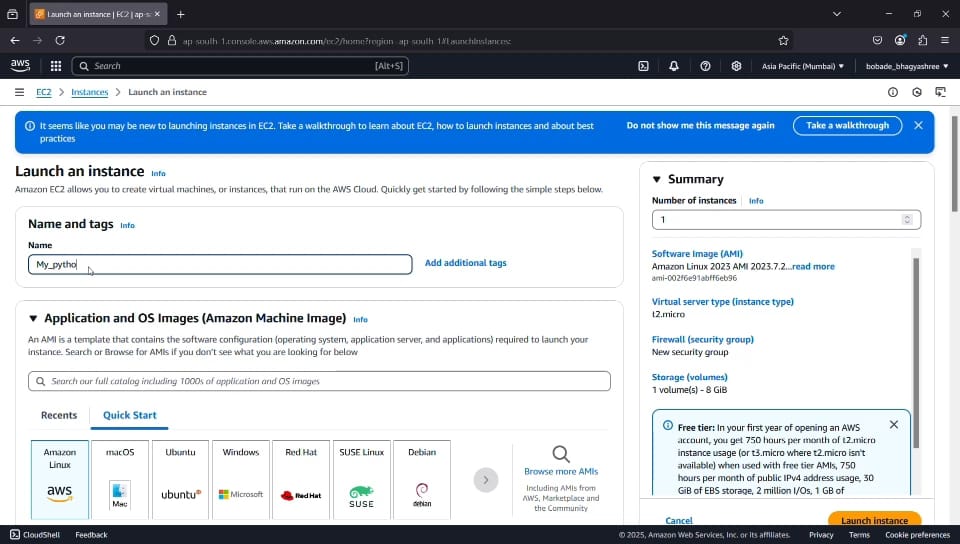 Launch an instance | EC2 | ap-s
ap-south-1.console.aws.amazon.com/ec2/home?region=ap-south-1#LaunchInstances:
aws
Search
[Alt+S]
Asia Pacific (Mumbai)
bobade_bhagyashree
EC2
Instances
Launch an instance
It seems like you may be new to launching instances in EC2. Take a walkthrough to learn about EC2, how to launch instances and about best
practices
Do not show me this message again
Take a walkthrough
Launch an instance Info
Amazon EC2 allows you to create virtual machines, or instances, that run on the AWS Cloud. Quickly get started by following the simple steps below.
Name and tags Info
Name
My_pytho
Add additional tags
Application and OS Images (Amazon Machine Image) Info
An AMI is a template that contains the software configuration (operating system, application server, and applications) required to launch your
instance. Search or Browse for AMIs if you don't see what you are looking for below
Search our full catalog including 1000s of application and OS images
Recents
Quick Start
Amazon
Linux
aws
macOS
Mac
Ubuntu
ubuntu®
Windows
Microsoft
Red Hat
Red Hat
SUSE Linux
SUSE
Debian
debian
Browse more AMIs
Including AMIs from
AWS, Marketplace and
the Community
Summary
Number of instances Info
1
Software Image (AMI)
Amazon Linux 2023 AMI 2023.7.2...read more
ami-002f6e91abff6eb96
Virtual server type (instance type)
t2.micro
Firewall (security group)
New security group
Storage (volumes)
1 volume(s) - 8 GiB
Free tier: In your first year of opening an AWS
account, you get 750 hours per month of t2.micro
instance usage (or t3.micro where t2.micro isn't
available) when used with free tier AMIs, 750
hours per month of public IPv4 address usage, 30
GiB of EBS storage, 2 million I/Os, 1 GB of
Cancel
Launch instance
CloudShell
Feedback
© 2025, Amazon Web Services, Inc. or its affiliates.
Privacy
Terms
Cookie preferences